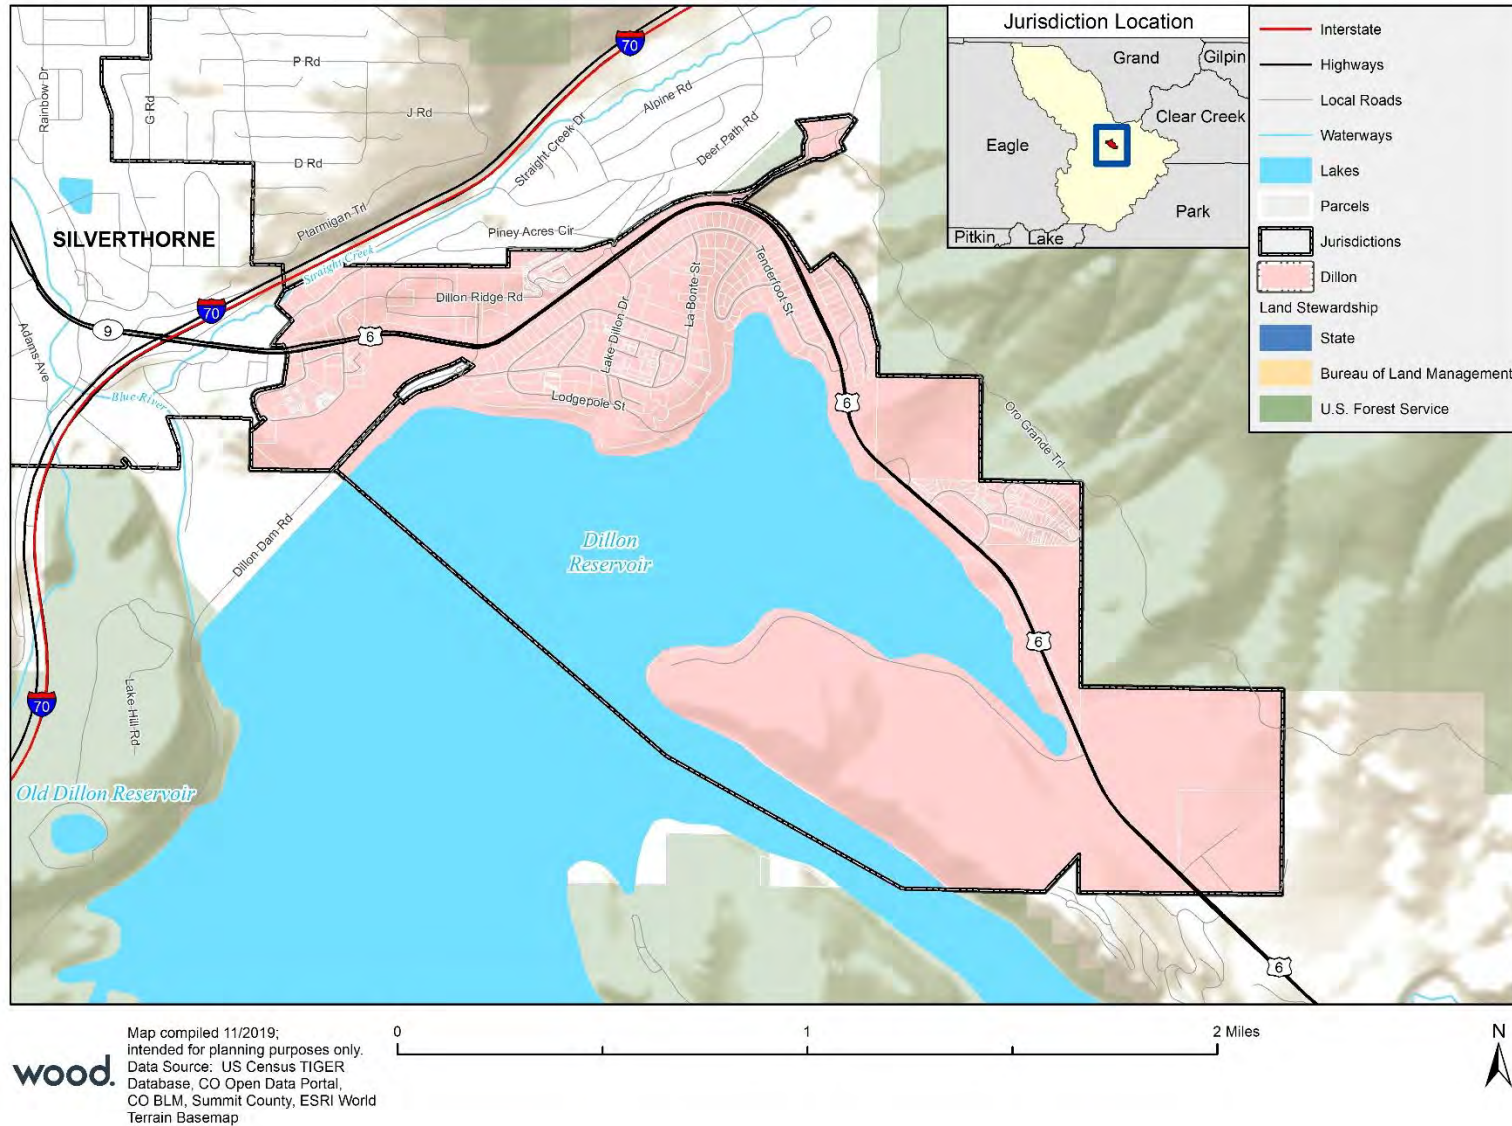 Jurisdiction Location
Grand
Gilpin
Clear Creek
Eagle
Park
Pitkin
Lake
Interstate
Highways
Local Roads
Waterways
Lakes
Parcels
Jurisdictions
Dillon
Land Stewardship
State
Bureau of Land Management
U.S. Forest Service
70
P Rd
Rainbow Dr
G Rd
J Rd
Alpine Rd
Straight Creek Dr
Deer Path Rd
D Rd
Ptarmigan Trl
Piney Acres Cir
SILVERTHORNE
Straight Creek
Dillon Ridge Rd
La Bonte St
Tenderfoot St
70
9
6
Lake Dillon Dr
Adams Ave
Blue River
Lodgepole St
6
Oro Grande Trl
Dillon Dam Rd
Dillon
Reservoir
6
Lake Hill Rd
70
Old Dillon Reservoir
6
wood.
Map compiled 11/2019;
intended for planning purposes only.
Data Source: US Census TIGER
Database, CO Open Data Portal,
CO BLM, Summit County, ESRI World
Terrain Basemap
0
1
2 Miles
N